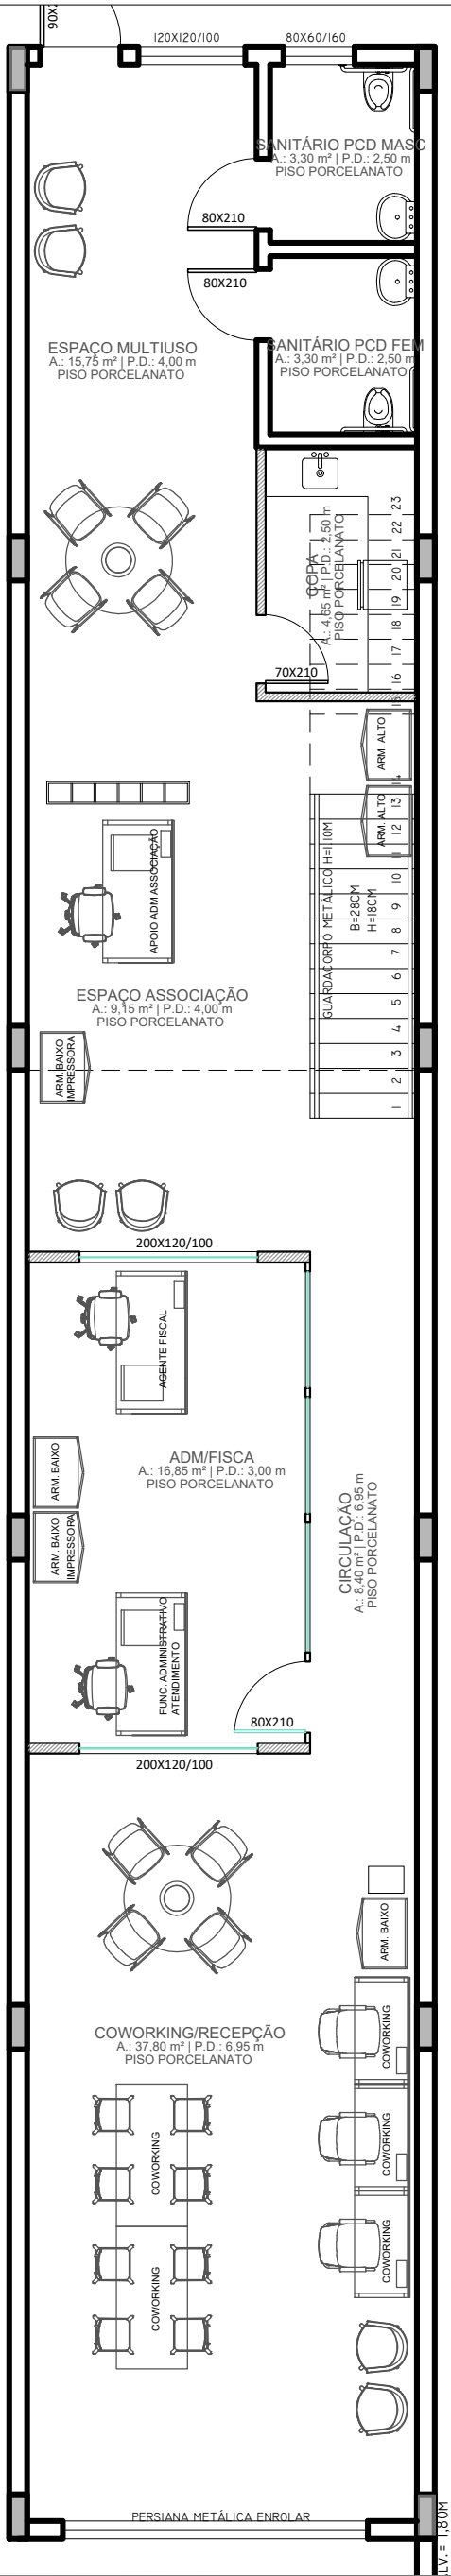 90X2
120X120/100
80X60/160
SANITÁRIO PCD MASC
A.: 3,30 m² | P.D.: 2,50 m
PISO PORCELANATO
80X210
80X210
SANITÁRIO PCD FEM
A.: 3,30 m² | P.D.: 2,50 m
PISO PORCELANATO
ESPAÇO MULTIUSO
A.: 15,75 m² | P.D.: 4,00 m
PISO PORCELANATO
COPA
A.: 4,65 m² | P.D.: 2,50 m
PISO PORCELANATO
70X210
23
22
21
20
19
18
17
16
15
14
13
12
11
10
9
8
7
6
5
4
3
2
1
ARM. ALTO
ARM. ALTO
GUARDACORPO METÁLICO H=1,10M
B=28CM
H=18CM
APOIO ADM ASSOCIAÇÃO
ESPAÇO ASSOCIAÇÃO
A.: 9,15 m² | P.D.: 4,00 m
PISO PORCELANATO
ARM. BAIXO
IMPRESSORA
200X120/100
AGENTE FISCAL
ADM/FISCA
A.: 16,85 m² | P.D.: 3,00 m
PISO PORCELANATO
ARM. BAIXO
ARM. BAIXO
IMPRESSORA
CIRCULAÇÃO
A.: 8,40 m² | P.D.: 6,95 m
PISO PORCELANATO
FUNC. ADMINISTRATIVO
ATENDIMENTO
80X210
200X120/100
ARM. BAIXO
COWORKING/RECEPÇÃO
A.: 37,80 m² | P.D.: 6,95 m
PISO PORCELANATO
COWORKING
COWORKING
COWORKING
COWORKING
COWORKING
PERSIANA METÁLICA ENROLAR
LV.= 1,80M